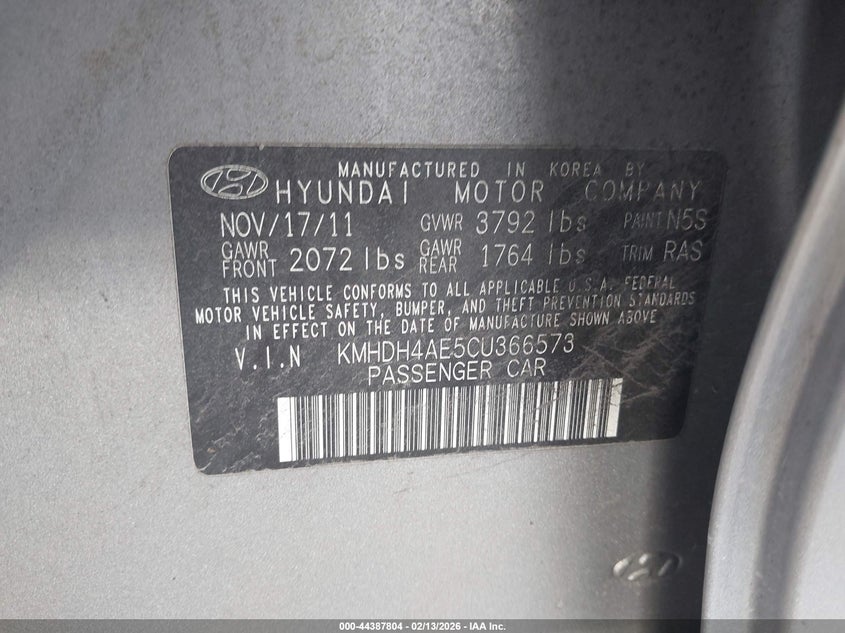 MANUFACTURED IN KOREA BY
HYUNDAI MOTOR COMPANY
NOV/17/11 GVWR 3792 lbs PAINT N5S
GAWR FRONT 2072 lbs GAWR REAR 1764 lbs TRIM RAS
THIS VEHICLE CONFORMS TO ALL APPLICABLE U.S.A. FEDERAL
MOTOR VEHICLE SAFETY, BUMPER, AND THEFT PREVENTION STANDARDS
IN EFFECT ON THE DATE OF MANUFACTURE SHOWN ABOVE
V.I.N KMHDH4AE5CU366573
PASSENGER CAR
000-44387804 - 02/13/2026 - IAA Inc.